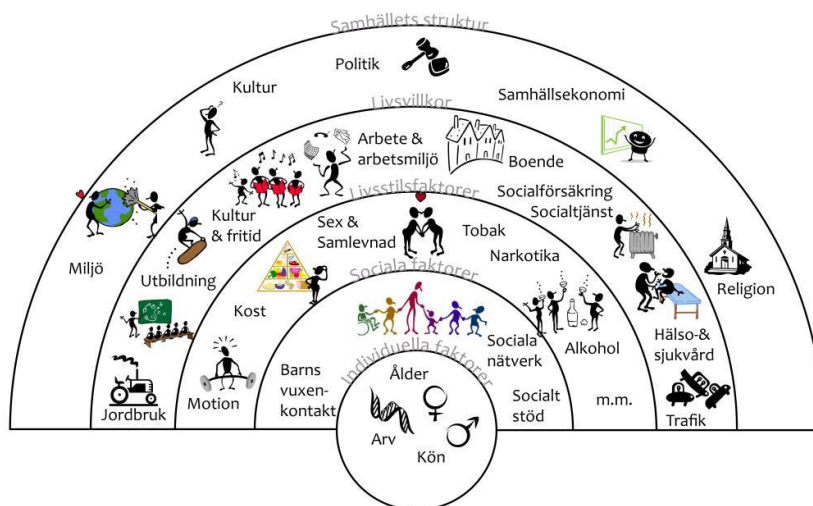 Samhällets struktur
Politik
Kultur
Samhällsekonomi
Miljö
Religion
Livsvillkor
Arbete &
arbetsmiljö
Boende
Kultur
& fritid
Socialförsäkring
Socialtjänst
Utbildning
Hälso-&
sjukvård
Jordbruk
Trafik
Livsstilsfaktorer
Sex &
Samlevnad
Tobak
Narkotika
Kost
Alkohol
Motion
m.m.
Sociala faktorer
Barns
vuxen-
kontakt
Sociala
nätverk
Socialt
stöd
Individuella faktorer
Ålder
Arv
Kön